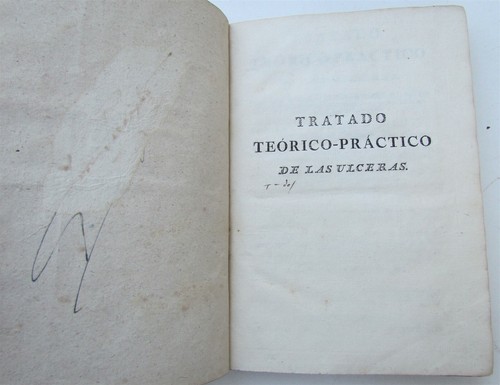 TRATADO
TEÓRICO-PRÁCTICO
DE LAS ULCERAS.